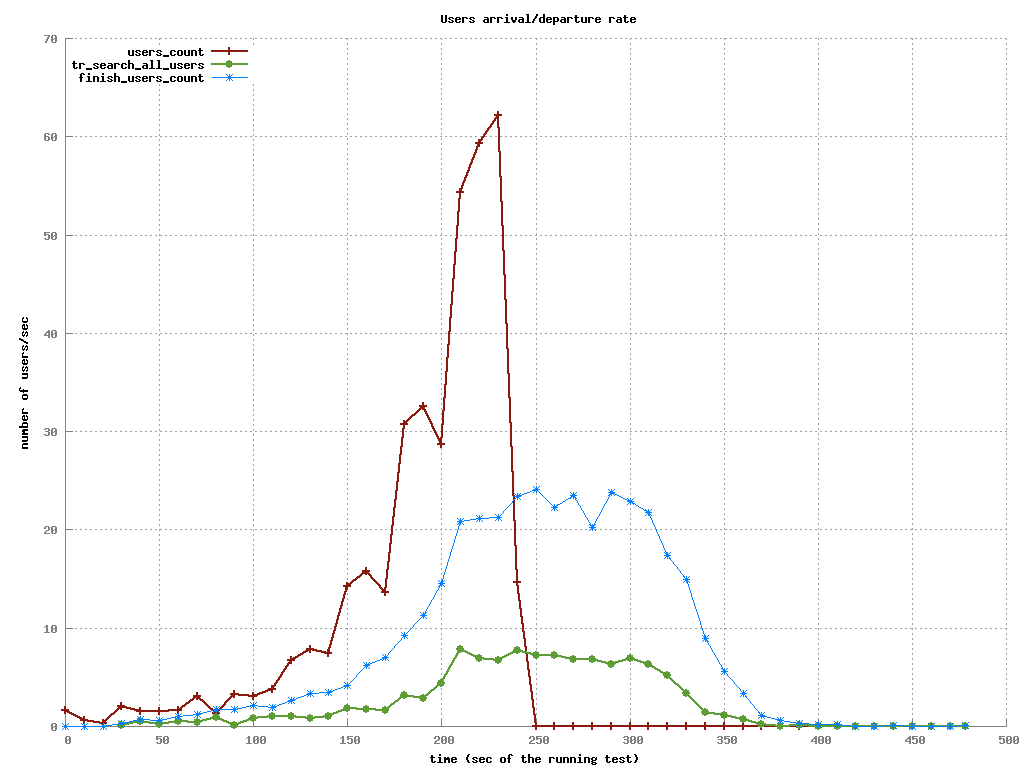 Users arrival/departure rate
users_count
tr_search_all_users
finish_users_count
number of users/sec
70
60
50
40
30
20
10
0
0 50 100 150 200 250 300 350 400 450 500
time (sec of the running test)